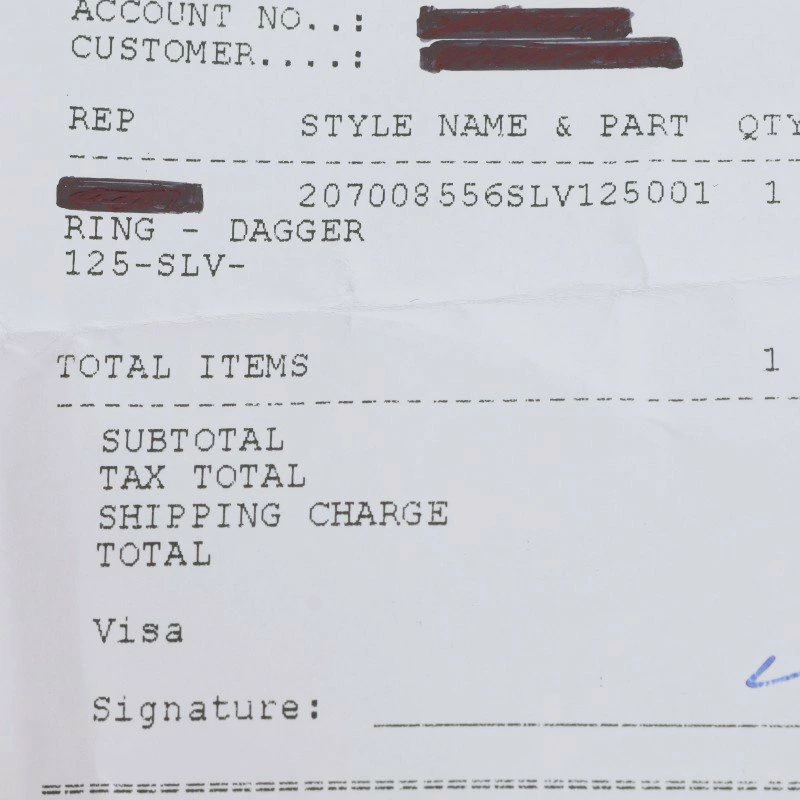 ACCOUNT NO..:
CUSTOMER....:
REP STYLE NAME & PART QTY
207008556SLV125001 1
RING - DAGGER
125-SLV-
TOTAL ITEMS 1
SUBTOTAL
TAX TOTAL
SHIPPING CHARGE
TOTAL
Visa
Signature: